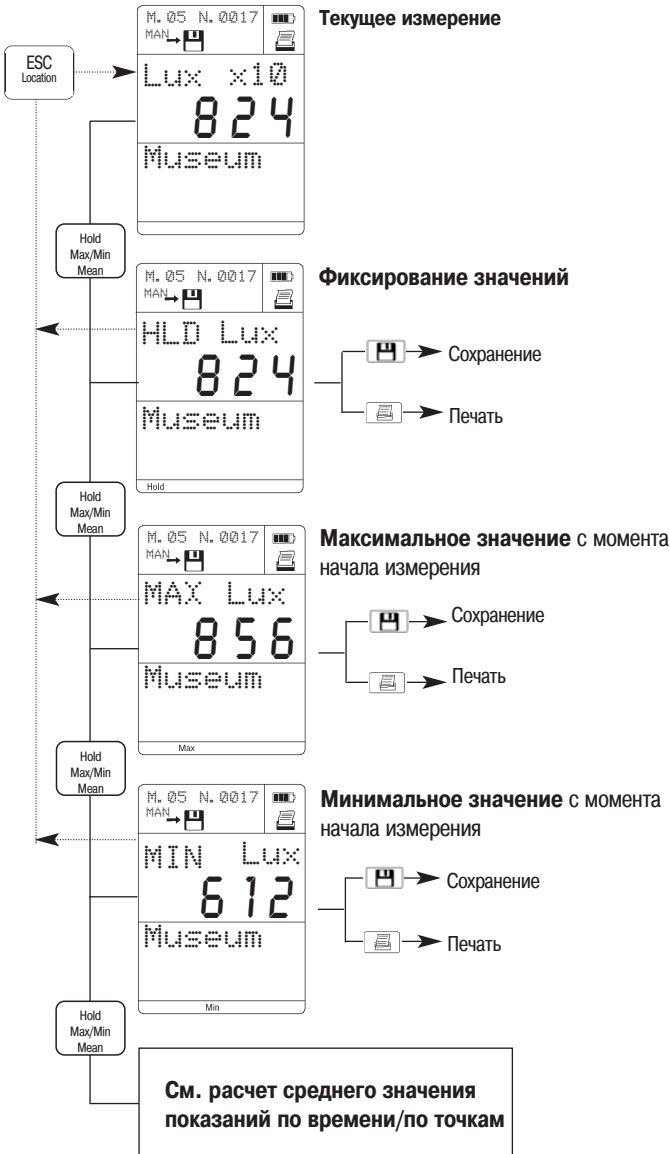 M.05 N.0017
MAN
Текущее измерение
ESC
Location
Lux x10
824
Museum
Hold
Max/Min
Mean
M.05 N.0017
MAN
Фиксирование значений
HLD Lux
824
Сохранение
Museum
Печать
Hold
Hold
Max/Min
Mean
M.05 N.0017
MAN
Максимальное значение с момента
начала измерения
MAX Lux
856
Сохранение
Museum
Печать
Max
Hold
Max/Min
Mean
M.05 N.0017
MAN
Минимальное значение с момента
начала измерения
MIN Lux
612
Сохранение
Museum
Печать
Min
Hold
Max/Min
Mean
См. расчет среднего значения
показаний по времени/по точкам